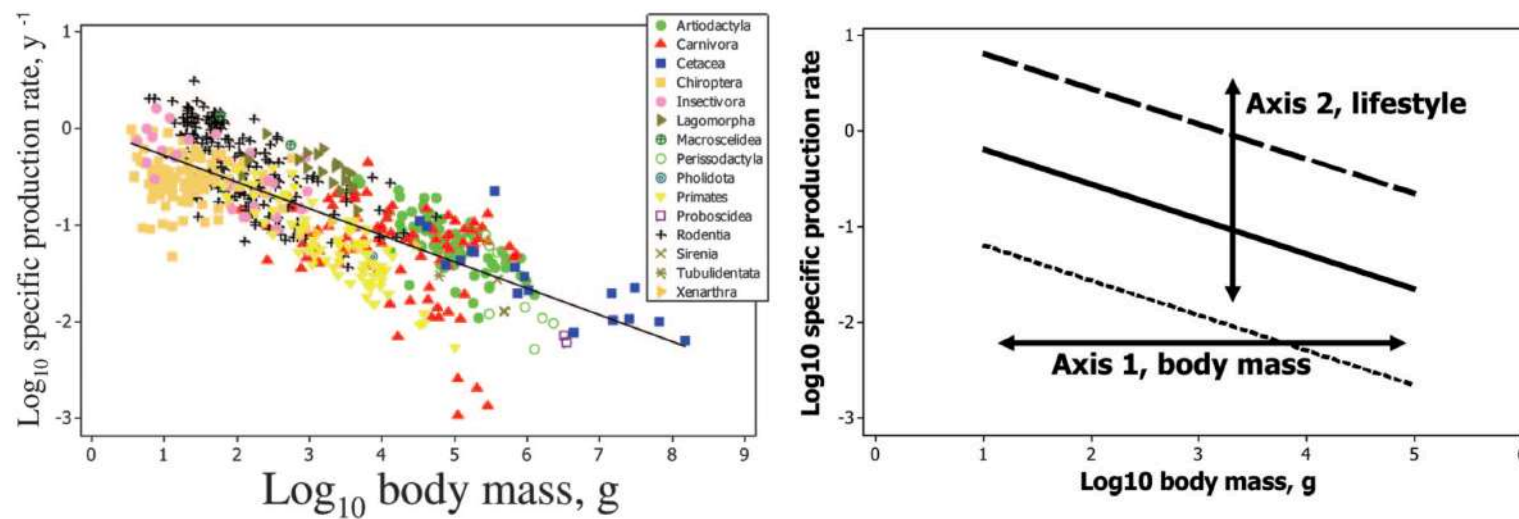 Log10 specific production rate, y -1
1
0
-1
-2
-3
0 1 2 3 4 5 6 7 8 9
Log10 body mass, g
Artiodactyla
Carnivora
Cetacea
Chiroptera
Insectivora
Lagomorpha
Macroscelidea
Perissodactyla
Pholidota
Primates
Proboscidea
Rodentia
Sirenia
Tubulidentata
Xenarthra
Log10 specific production rate
1
0
-1
-2
-3
Axis 2, lifestyle
Axis 1, body mass
0 1 2 3 4 5 6
Log10 body mass, g